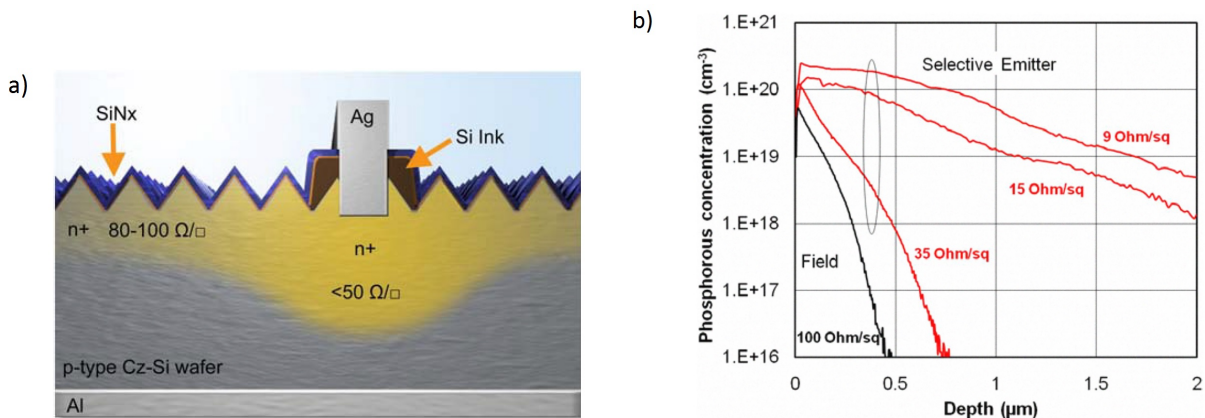 a)
SiNx
Ag
Si Ink
n+ 80-100 Ω/□
n+
<50 Ω/□
p-type Cz-Si wafer
Al
b)
Phosphorous concentration (cm-3)
1.E+21
1.E+20
1.E+19
1.E+18
1.E+17
1.E+16
Selective Emitter
9 Ohm/sq
15 Ohm/sq
35 Ohm/sq
Field
100 Ohm/sq
0 0.5 1 1.5 2
Depth (µm)